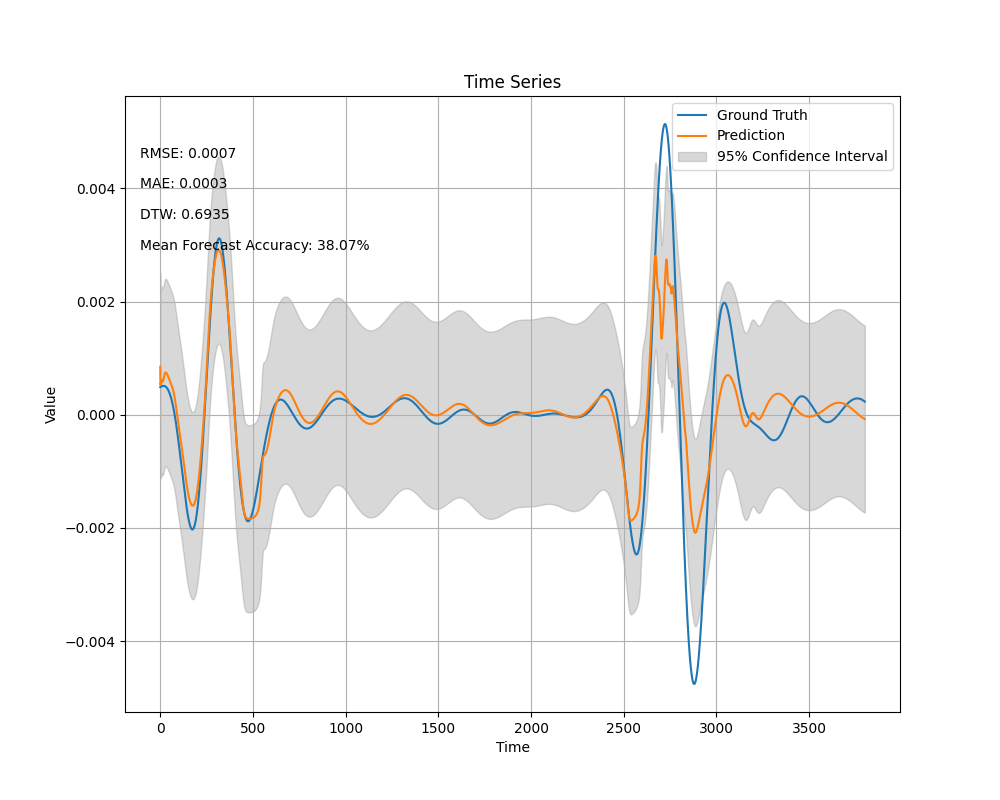 Time Series
Ground Truth
Prediction
95% Confidence Interval
RMSE: 0.0007
MAE: 0.0003
DTW: 0.6935
Mean Forecast Accuracy: 38.07%
0.004
0.002
0.000
−0.002
−0.004
Value
0 500 1000 1500 2000 2500 3000 3500
Time